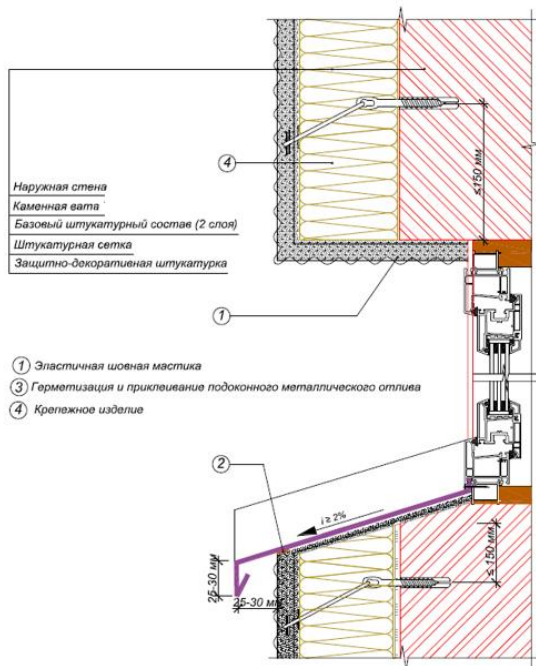 ≤150 мм
4
Наружная стена
Каменная вата
Базовый штукатурный состав (2 слоя)
Штукатурная сетка
Защитно-декоративная штукатурка
1
1 Эластичная шовная мастика
3 Герметизация и приклеивание подоконного металлического отлива
4 Крепежное изделие
2
i ≥ 2%
≤ 150 мм
25-30 мм
25-30 мм